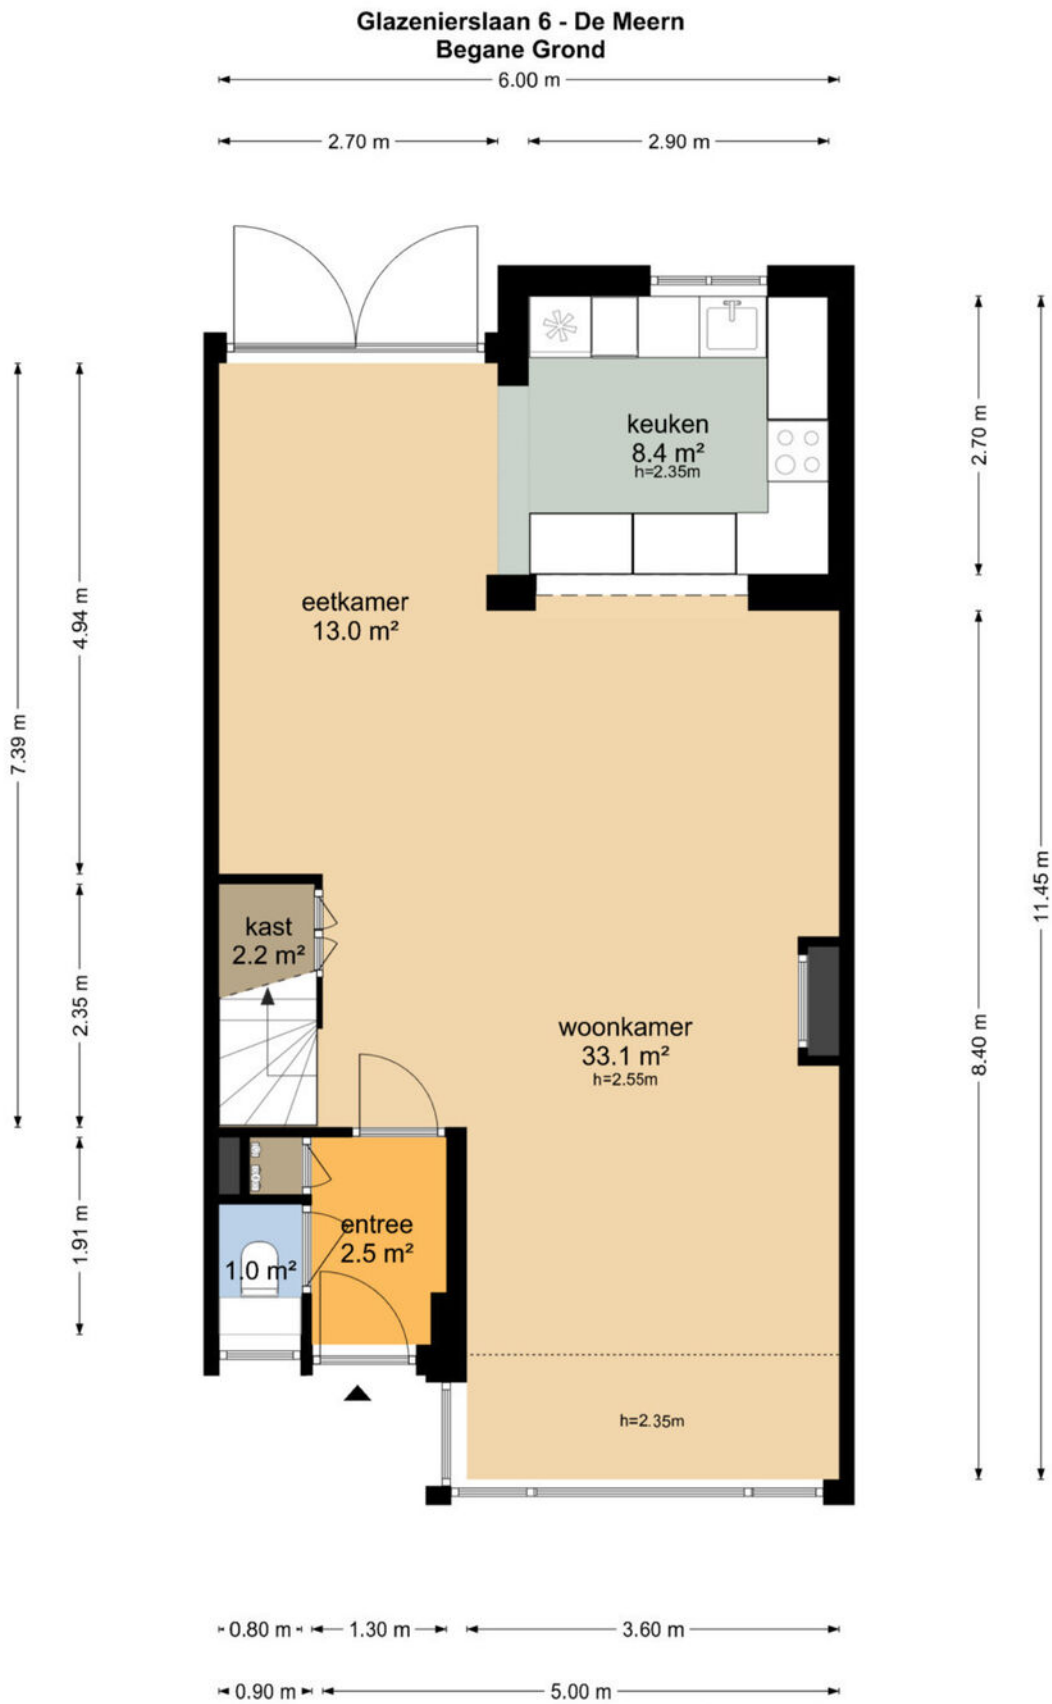 Glazenierslaan 6 - De Meern
Begane Grond
6.00 m
2.70 m
2.90 m
keuken
8.4 m²
h=2.35m
2.70 m
eetkamer
13.0 m²
4.94 m
7.39 m
11.45 m
kast
2.2 m²
2.35 m
woonkamer
33.1 m²
h=2.55m
8.40 m
entree
2.5 m²
1.0 m²
1.91 m
h=2.35m
0.80 m
1.30 m
3.60 m
0.90 m
5.00 m